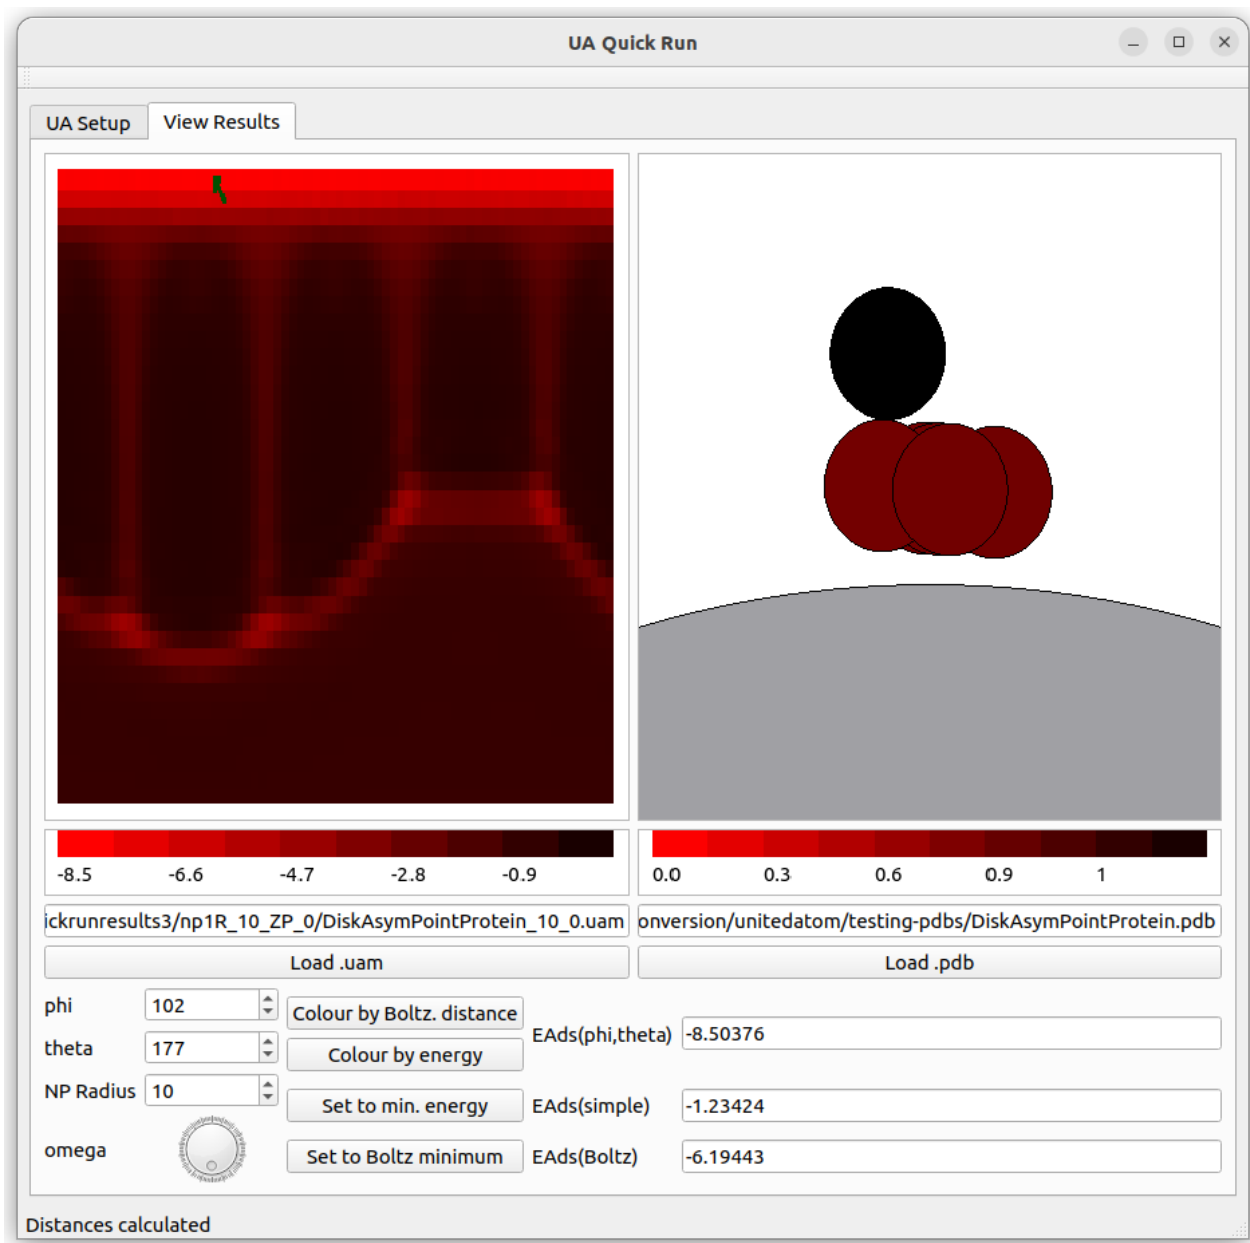 UA Quick Run
UA Setup View Results
-8.5 -6.6 -4.7 -2.8 -0.9
0.0 0.3 0.6 0.9 1
ickrunresults3/np1R_10_ZP_0/DiskAsymPointProtein_10_0.uam
onversion/unitedatom/testing-pdbs/DiskAsymPointProtein.pdb
Load .uam
Load .pdb
phi 102
theta 177
NP Radius 10
omega
Colour by Boltz. distance
Colour by energy
Set to min. energy
Set to Boltz minimum
EAds(phi,theta) -8.50376
EAds(simple) -1.23424
EAds(Boltz) -6.19443
Distances calculated